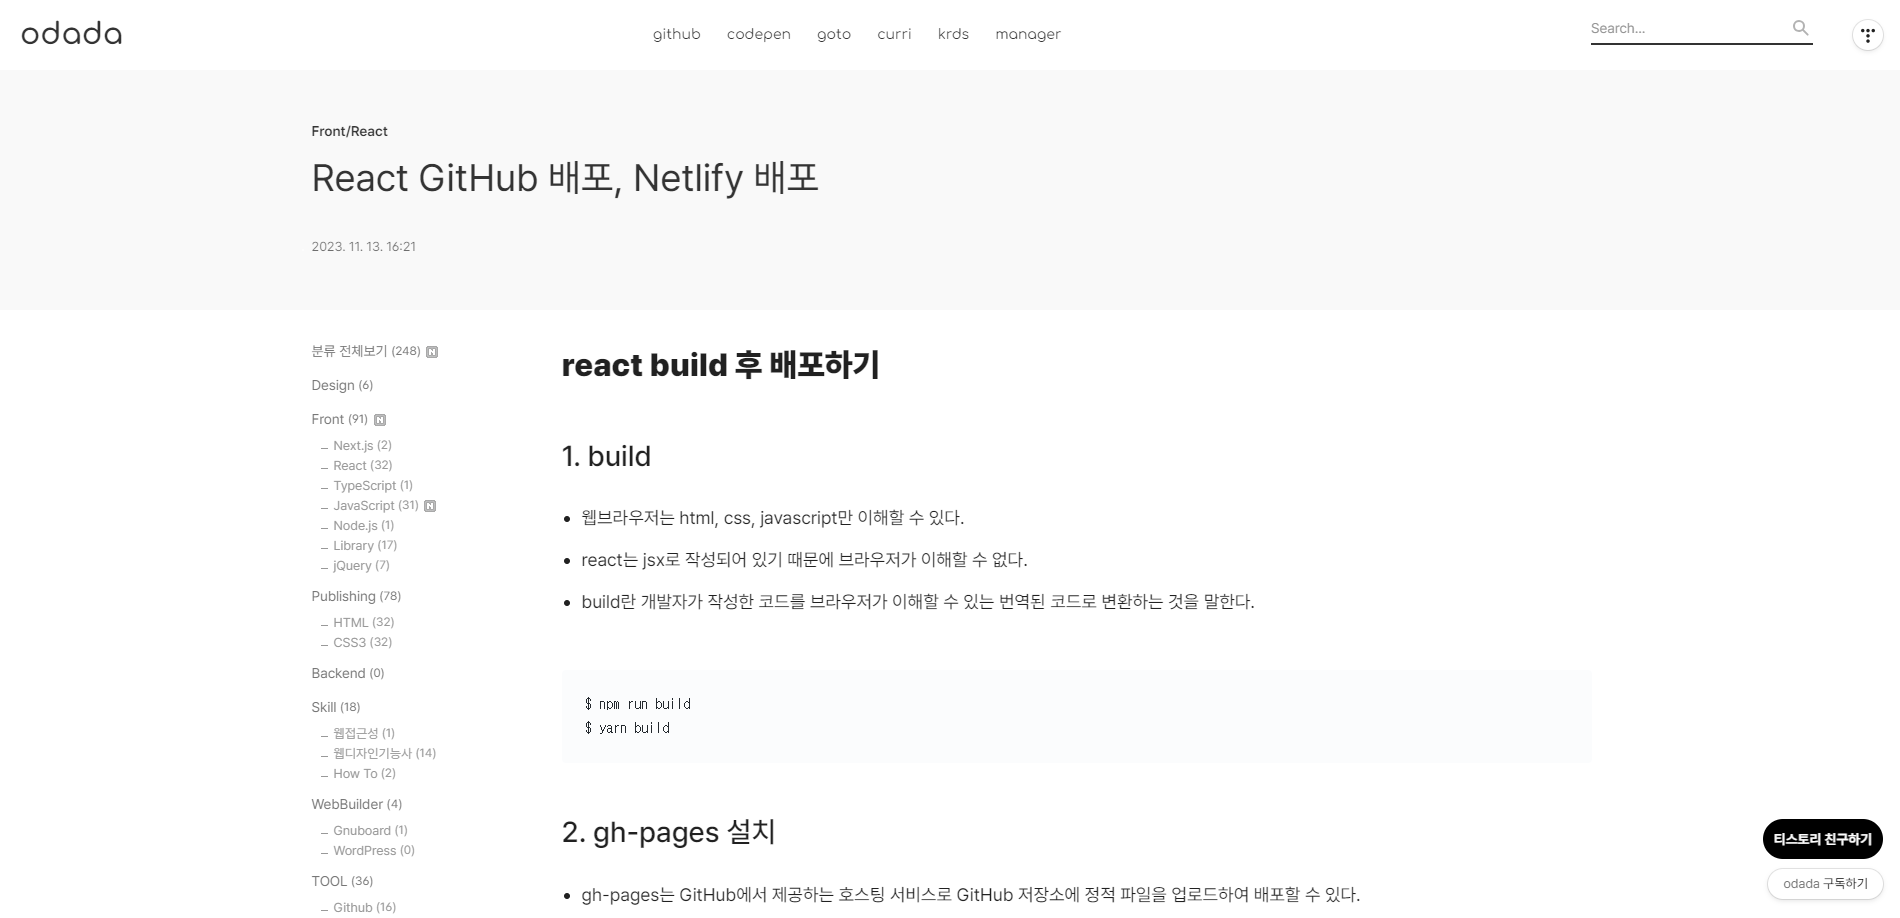 odada
github codepen goto curri krds manager
Search...
Front/React
React GitHub 배포, Netlify 배포
2023. 11. 13. 16:21
분류 전체보기 (248) N
Design (6)
Front (91) N
Next.js (2)
React (32)
TypeScript (1)
JavaScript (31) N
Node.js (1)
Library (17)
jQuery (7)
Publishing (78)
HTML (32)
CSS3 (32)
Backend (0)
Skill (18)
웹접근성 (1)
웹디자인기능사 (14)
How To (2)
WebBuilder (4)
Gnuboard (1)
WordPress (0)
TOOL (36)
Github (16)
react build 후 배포하기
1. build
• 웹브라우저는 html, css, javascript만 이해할 수 있다.
• react는 jsx로 작성되어 있기 때문에 브라우저가 이해할 수 없다.
• build란 개발자가 작성한 코드를 브라우저가 이해할 수 있는 번역된 코드로 변환하는 것을 말한다.
$ npm run build
$ yarn build
2. gh-pages 설치
• gh-pages는 GitHub에서 제공하는 호스팅 서비스로 GitHub 저장소에 정적 파일을 업로드하여 배포할 수 있다.
티스토리 친구하기
odada 구독하기